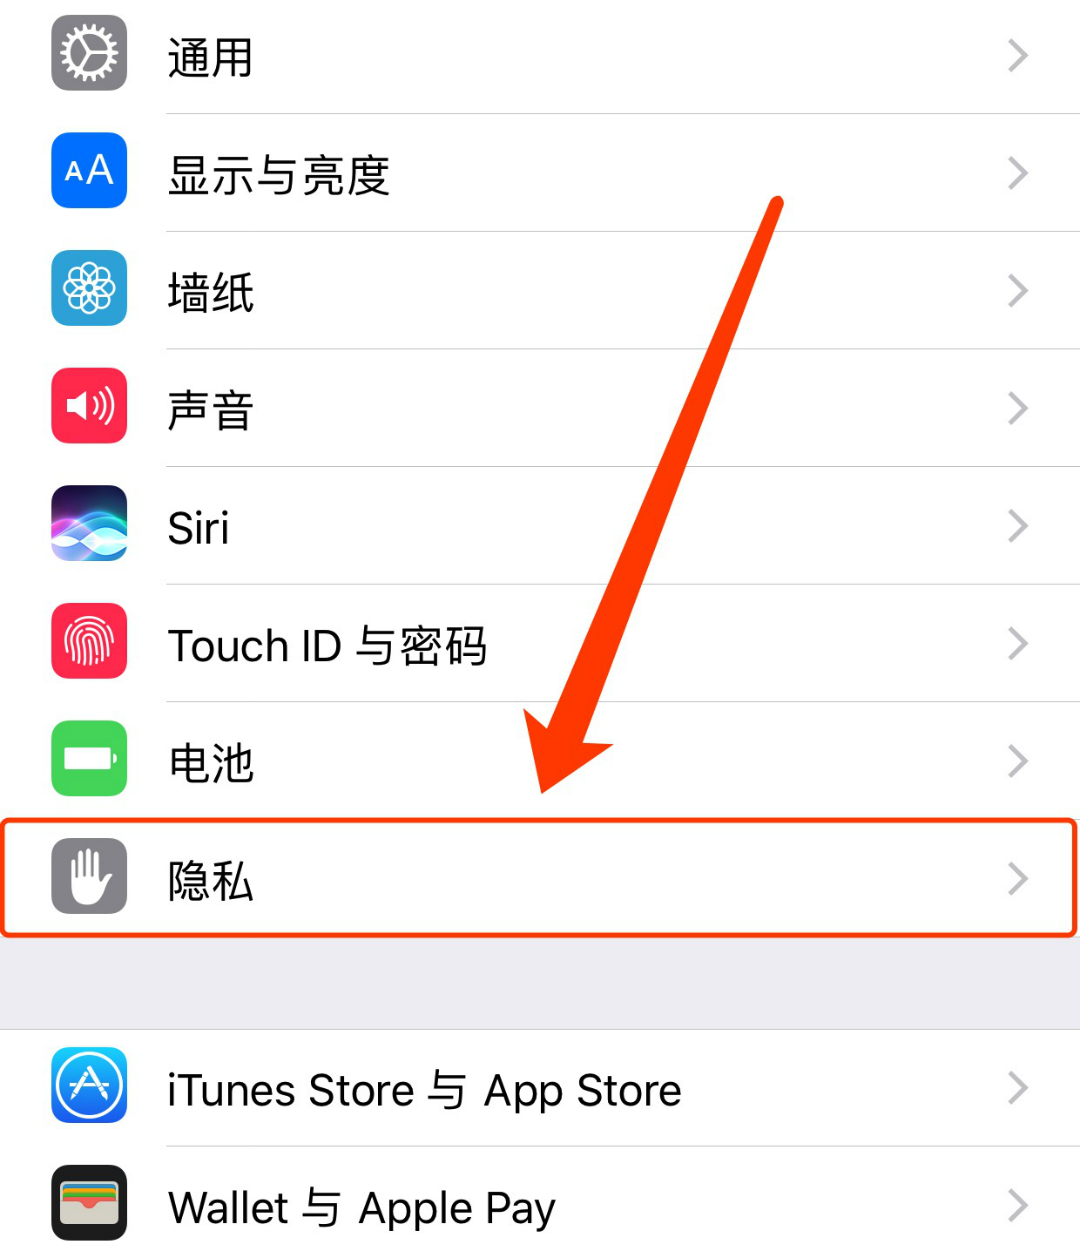 通用
AA
显示与亮度
墙纸
声音
Siri
Touch ID 与密码
电池
隐私
iTunes Store 与 App Store
Wallet 与 Apple Pay